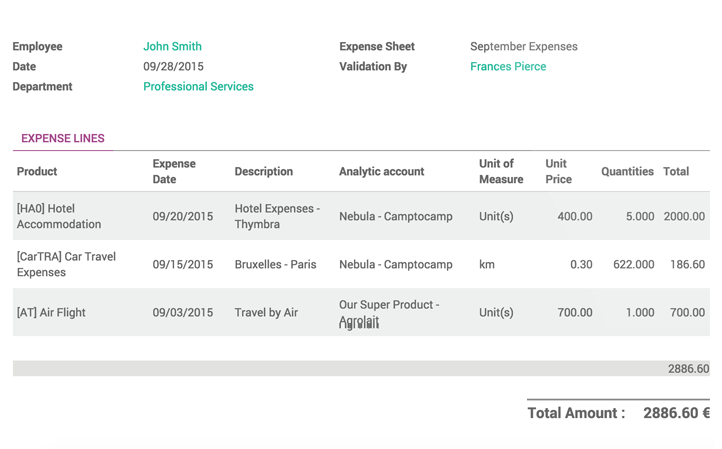 Employee John Smith Expense Sheet September Expenses
Date 09/28/2015 Validation By Frances Pierce
Department Professional Services
EXPENSE LINES
Product Expense Date Description Analytic account Unit of Measure Unit Price Quantities Total
[HA0] Hotel Accommodation 09/20/2015 Hotel Expenses - Thymbra Nebula - Camptocamp Unit(s) 400.00 5.000 2000.00
[CarTRA] Car Travel Expenses 09/15/2015 Bruxelles - Paris Nebula - Camptocamp km 0.30 622.000 186.60
[AT] Air Flight 09/03/2015 Travel by Air Our Super Product - Agrolait Unit(s) 700.00 1.000 700.00
2886.60
Total Amount : 2886.60 €